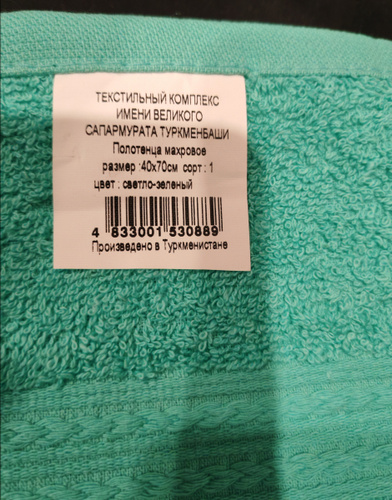 ТЕКСТИЛЬНЫЙ КОМПЛЕКС
ИМЕНИ ВЕЛИКОГО
САПАРМУРАТА ТУРКМЕНБАШИ
Полотенца махровое
размер :40х70см сорт : 1
цвет : светло-зеленый
4 833001 530889
Произведено в Туркменистане